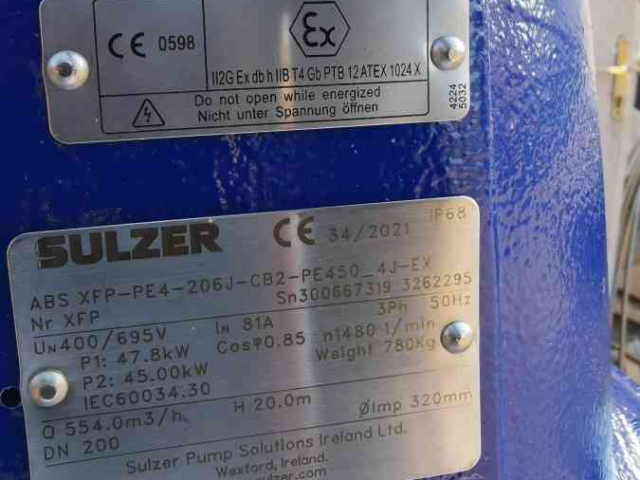 CE 0598
Ex
II2G Ex db h IIB T4 Gb PTB 12 ATEX 1024 X
Do not open while energized
Nicht unter Spannung öffnen
4224
5032
SULZER CE 34/2021 IP68
ABS XFP-PE4-206J-CB2-PE450_4J-EX
Nr XFP Sn300667319 3262295
UN400/695V IN 81A 3Ph 50Hz
P1: 47.8kW Cosφ0.85 n1480 1/min
P2: 45.00kW Weight 780Kg
IEC60034.30
Q 554.0m3/h H 20.0m ØImp 320mm
DN 200
Sulzer Pump Solutions Ireland Ltd.
Wexford, Ireland.